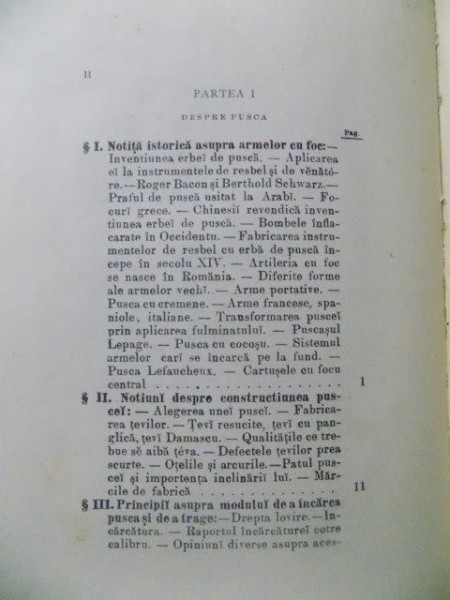 II
PARTEA I
DESPRE PUSCA
Pag.
§ I. Notiță istorică asupra armelor cu foc:—
Inventiunea erbeĭ de pușcă. — Aplicarea
eĭ la instrumentele de resbel și de vênătó-
re.—Roger Bacon și Berthold Schwarz.—
Praful de pușcă usitat la Arabĭ. — Fo-
curĭ grece. — Chinesiĭ revendică inven-
tiunea erbeĭ de pușcă. — Bombele infla-
carate în Occidentu. — Fabricarea instru-
mentelor de resbel cu erbă de pușcă în-
cepe în secolu XIV. — Artileria cu foc
se nasce în România. — Diferite forme
ale armelor vechĭ. — Arme portative. —
Pușca cu cremene. — Arme francese, spa-
niole, italiane. — Transformarea pusceĭ
prin aplicarea fulminatuluĭ. — Puscașul
Lepage. — Pușca cu cocoșu. — Sistemul
armelor carĭ se încarcă pe la fund. —
Pușca Lefaucheux. — Cartușele cu focu
central . . . . . . . . . . . . . . . . . 1
§ II. Notiunĭ despre constructiunea pus-
ceĭ: — Alegerea uneĭ puscĭ. — Fabrica-
rea țevilor. — Țevĭ resucite, țevĭ cu pan-
glică, țevĭ Damascu. — Qualitățile ce tre-
bue sĕ aibă țéva. — Defectele țevilor prea
scurte. — Oțelile și arcurile.—Patul pus-
ceĭ și importența înclinăriĭ luĭ. — Măr-
cile de fabrică . . . . . . . . . . . . . 11
§ III. Principiĭ asupra moduluĭ de a încărca
pușca și de a trage:—Drepta lovire. — In-
cărcătura. — Raportul încărcătureĭ cotre
calibru. — Opiniunĭ diverse asupra aces-